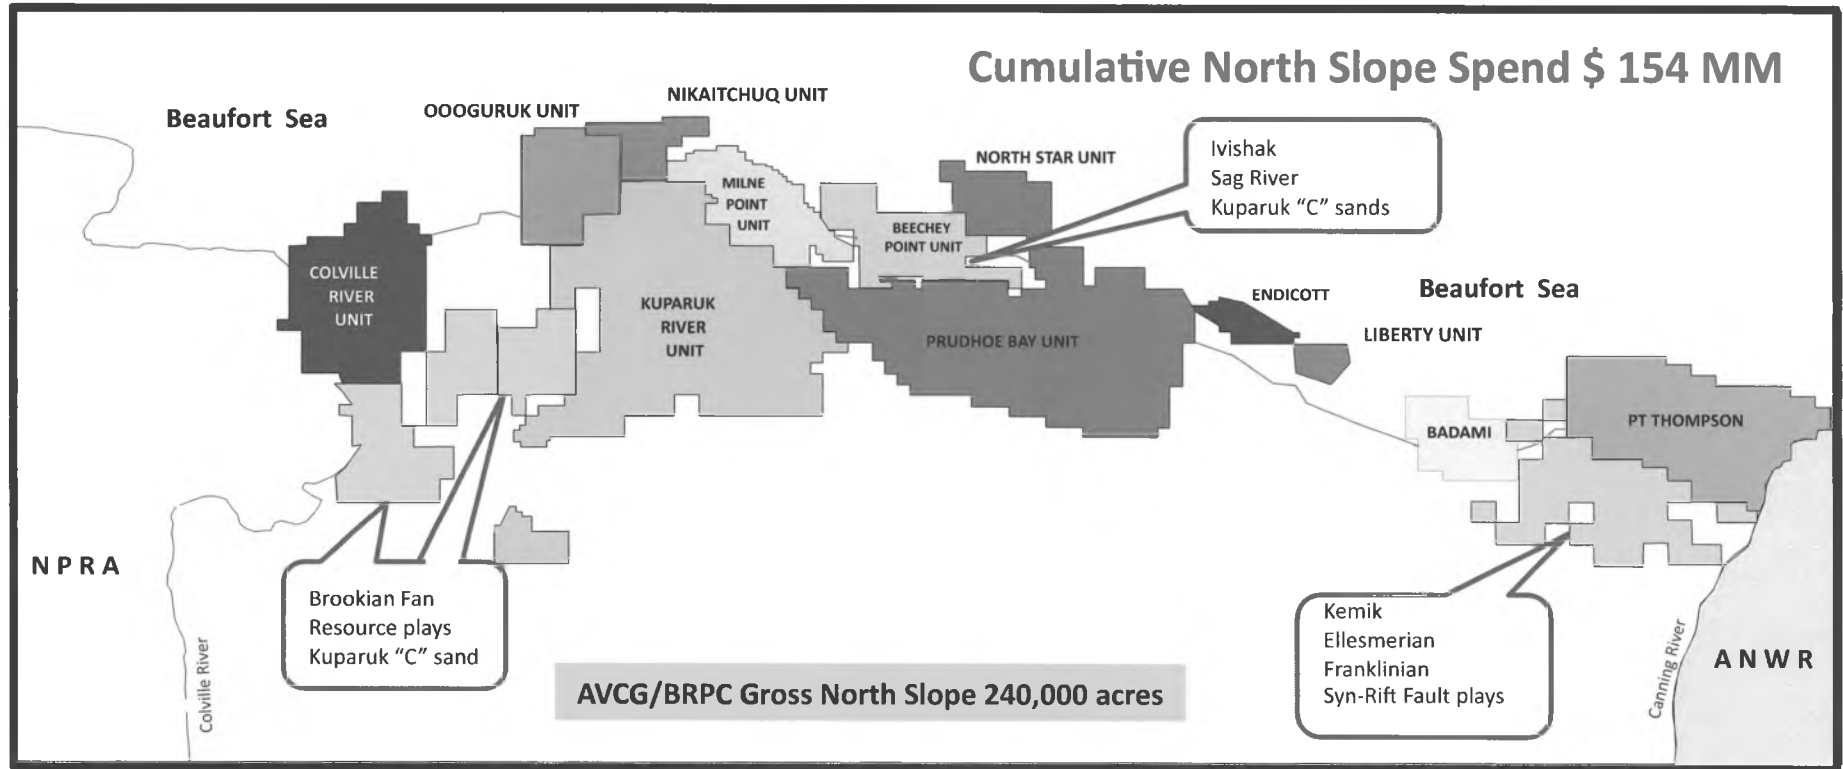 Cumulative North Slope Spend $ 154 MM
Beaufort Sea
OOOGURUK UNIT
NIKAITCHUQ UNIT
NORTH STAR UNIT
Ivishak
Sag River
Kuparuk “C” sands
MILNE
POINT
UNIT
BEECHEY
POINT UNIT
COLVILLE
RIVER
UNIT
KUPARUK
RIVER
UNIT
PRUDHOE BAY UNIT
ENDICOTT
Beaufort Sea
LIBERTY UNIT
BADAMI
PT THOMPSON
NPRA
Colville River
Brookian Fan
Resource plays
Kuparuk “C” sand
AVCG/BRPC Gross North Slope 240,000 acres
Kemik
Ellesmerian
Franklinian
Syn-Rift Fault plays
Canning River
ANWR